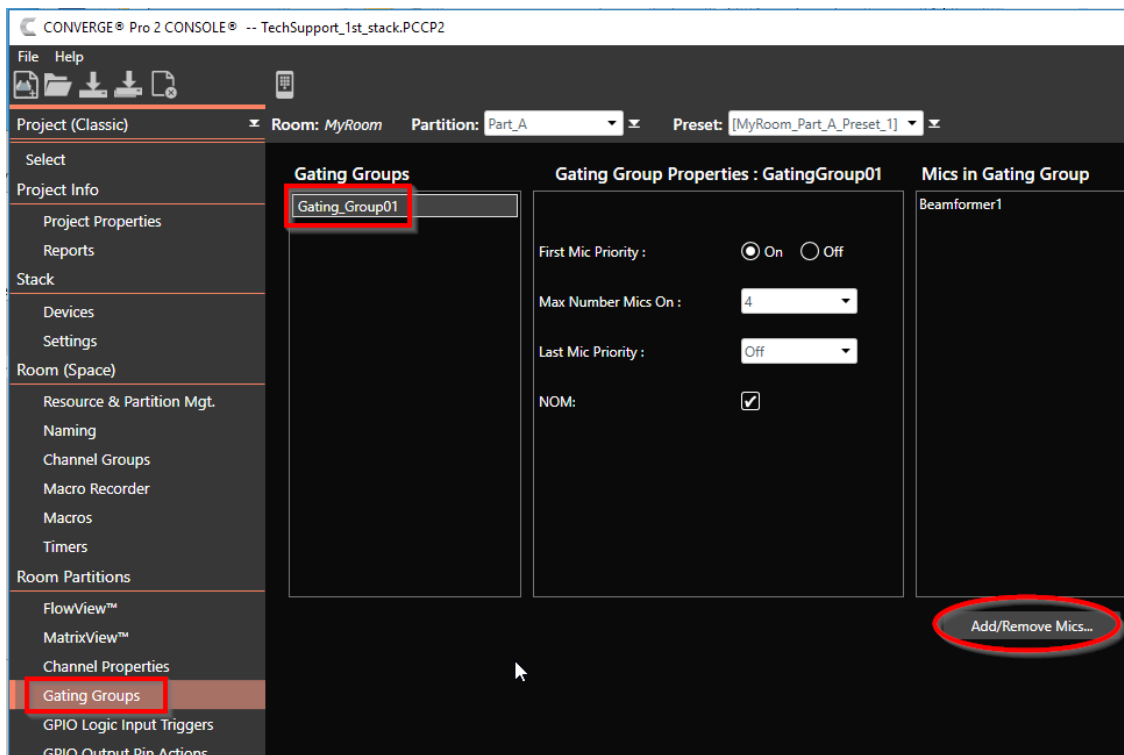 CONVERGE® Pro 2 CONSOLE® -- TechSupport_1st_stack.PCCP2
File Help
Project (Classic)
Room: MyRoom Partition: Part_A Preset: [MyRoom_Part_A_Preset_1]
Select
Project Info
Project Properties
Reports
Stack
Devices
Settings
Room (Space)
Resource & Partition Mgt.
Naming
Channel Groups
Macro Recorder
Macros
Timers
Room Partitions
FlowView™
MatrixView™
Channel Properties
Gating Groups
GPIO Logic Input Triggers
GPIO Output Pin Actions
Gating Groups
Gating_Group01
Gating Group Properties : GatingGroup01
First Mic Priority : On Off
Max Number Mics On : 4
Last Mic Priority : Off
NOM:
Mics in Gating Group
Beamformer1
Add/Remove Mics...